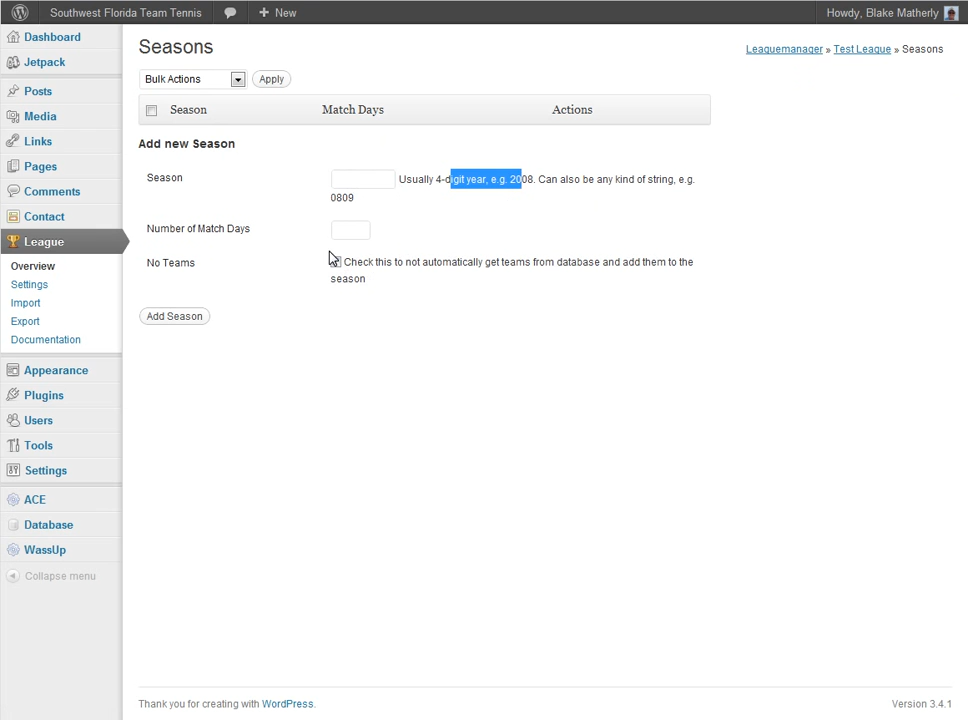 Southwest Florida Team Tennis
New
Howdy, Blake Matherly
Dashboard
Jetpack
Posts
Media
Links
Pages
Comments
Contact
League
Overview
Settings
Import
Export
Documentation
Appearance
Plugins
Users
Tools
Settings
ACE
Database
WassUp
Collapse menu
Seasons
Leaguemanager » Test League » Seasons
Bulk Actions
Apply
Season Match Days Actions
Add new Season
Season
Usually 4-digit year, e.g. 2008. Can also be any kind of string, e.g.
0809
Number of Match Days
No Teams
Check this to not automatically get teams from database and add them to the
season
Add Season
Thank you for creating with WordPress.
Version 3.4.1